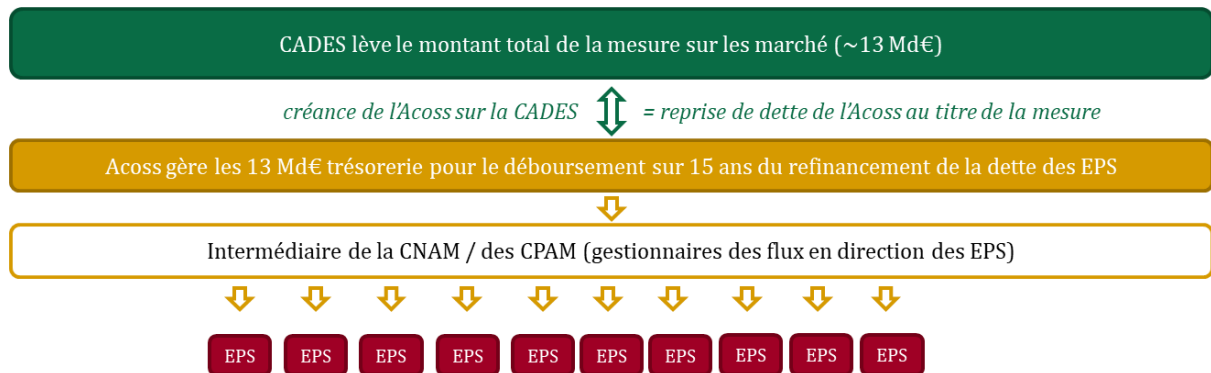 CADES lève le montant total de la mesure sur les marché (~13 Md€)
créance de l'Acoss sur la CADES = reprise de dette de l'Acoss au titre de la mesure
Acoss gère les 13 Md€ trésorerie pour le déboursement sur 15 ans du refinancement de la dette des EPS
Intermédiaire de la CNAM / des CPAM (gestionnaires des flux en direction des EPS)
EPS EPS EPS EPS EPS EPS EPS EPS EPS EPS